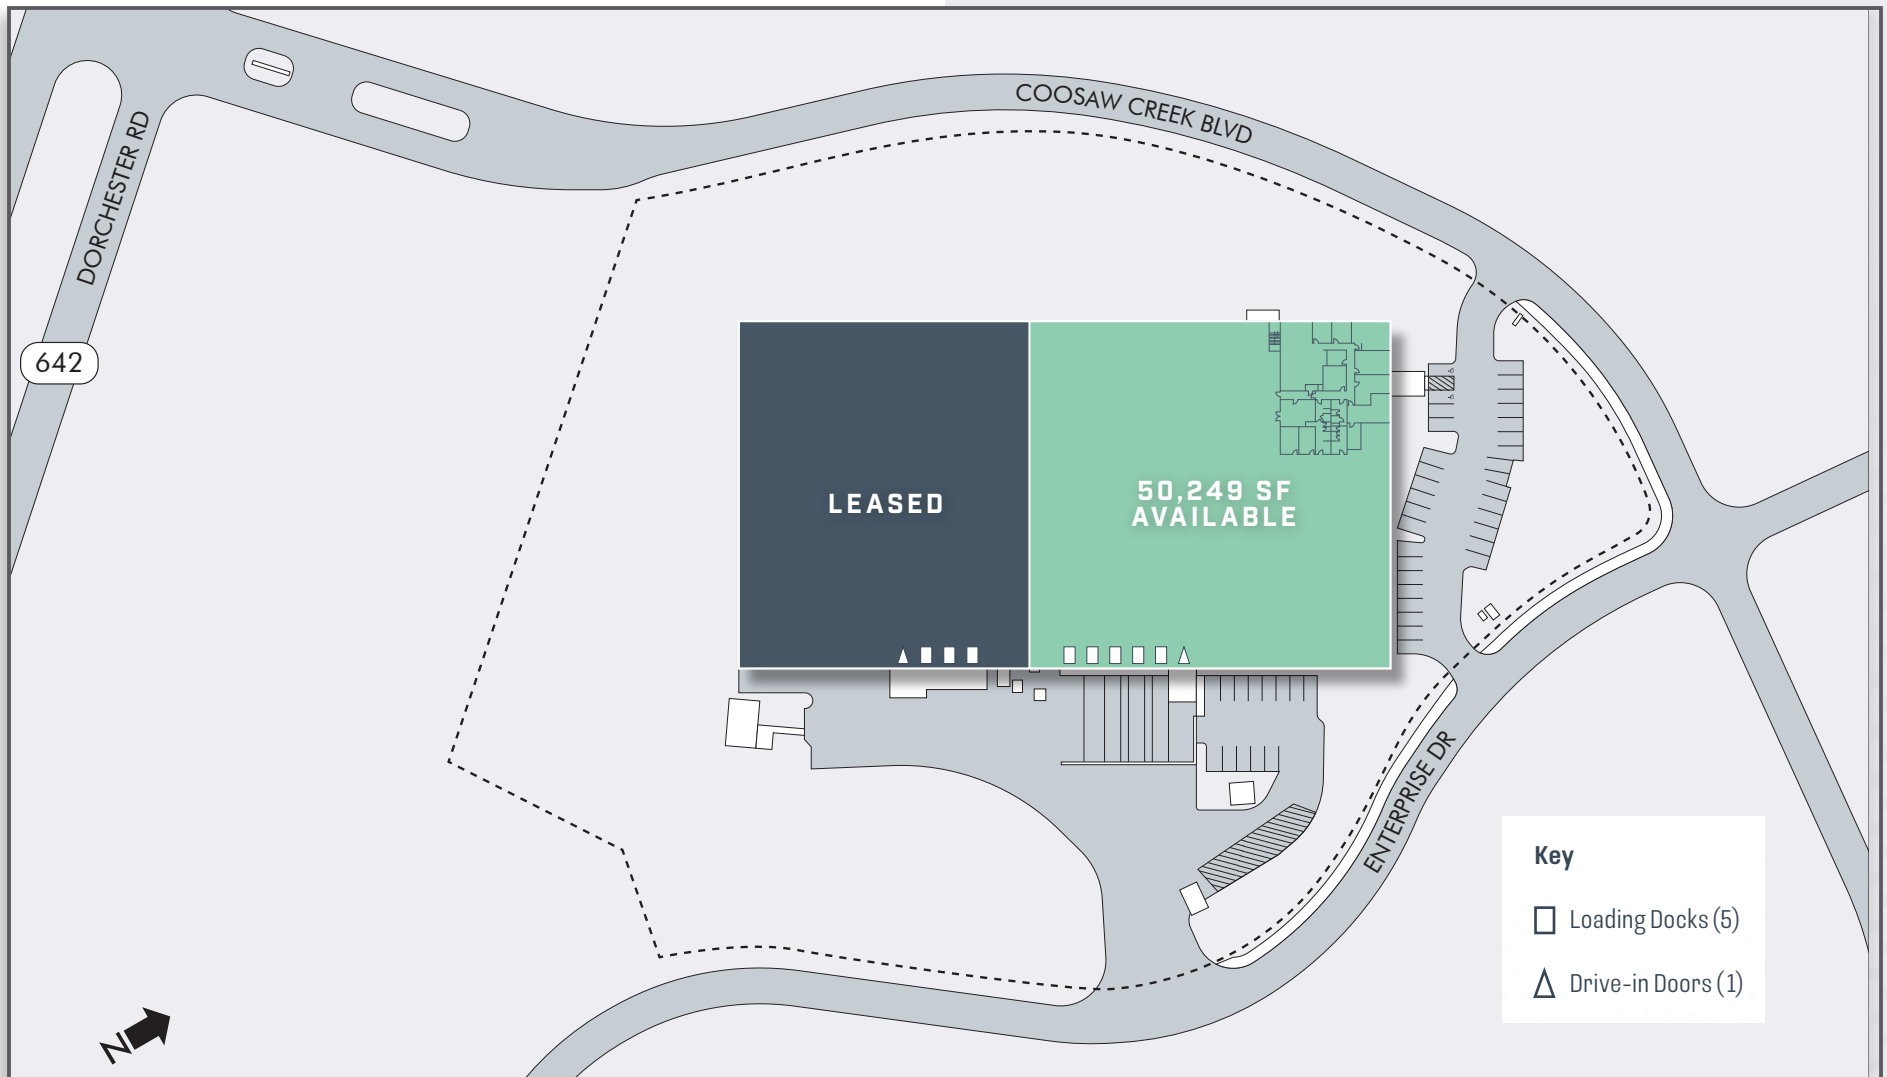 COOSAW CREEK BLVD
DORCHESTER RD
642
LEASED
50,249 SF
AVAILABLE
ENTERPRISE DR
Key
Loading Docks (5)
Drive-in Doors (1)
N